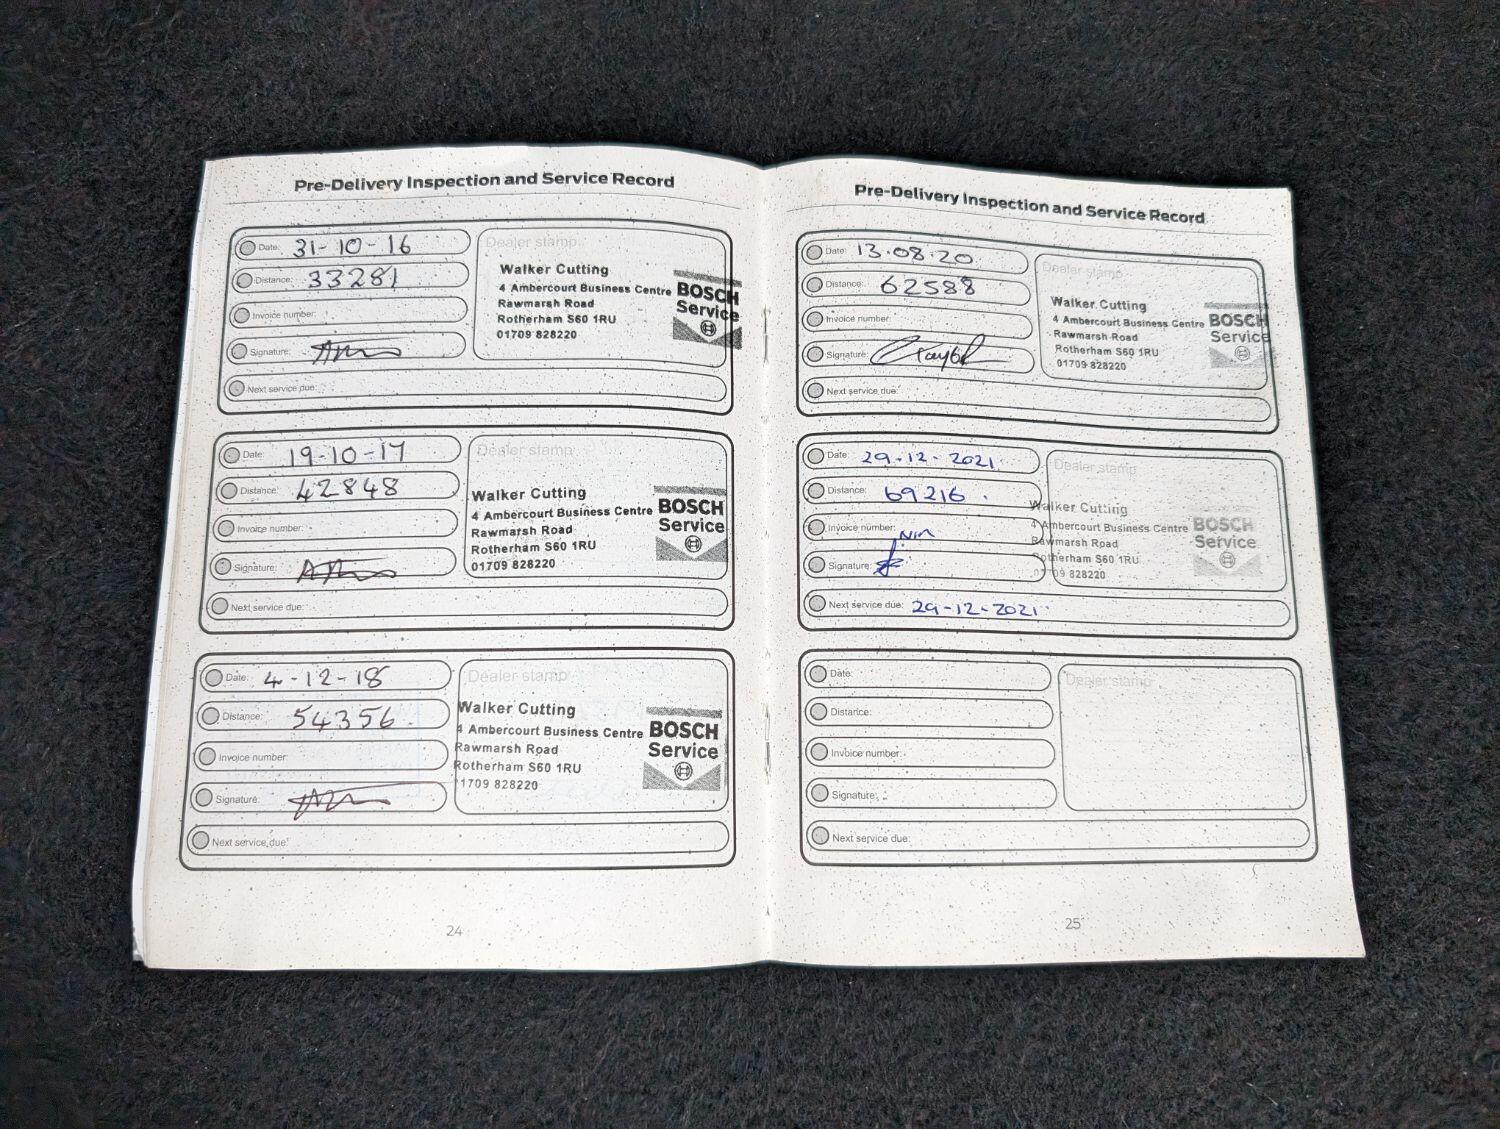 Pre-Delivery Inspection and Service Record
Date: 31-10-16
Distance: 33281
Invoice number:
Signature:
Next service due:
Dealer stamp
Walker Cutting
4 Ambercourt Business Centre
Rawmarsh Road
Rotherham S60 1RU
01709 828220
BOSCH
Service
Date: 19-10-17
Distance: 42848
Invoice number:
Signature:
Next service due:
Dealer stamp
Walker Cutting
4 Ambercourt Business Centre
Rawmarsh Road
Rotherham S60 1RU
01709 828220
BOSCH
Service
Date: 4-12-18
Distance: 54356
Invoice number:
Signature:
Next service due:
Dealer stamp
Walker Cutting
4 Ambercourt Business Centre
Rawmarsh Road
Rotherham S60 1RU
1709 828220
BOSCH
Service
24
Pre-Delivery Inspection and Service Record
Date: 13.08.20
Distance: 62588
Invoice number:
Signature:
Next service due:
Dealer stamp
Walker Cutting
4 Ambercourt Business Centre
Rawmarsh Road
Rotherham S60 1RU
01709 828220
BOSCH
Service
Date: 29-12-2021
Distance: 69216.
Invoice number:
Signature:
Next service due: 29-12-2021
Dealer stamp
Walker Cutting
4 Ambercourt Business Centre
Rawmarsh Road
Rotherham S60 1RU
01709 828220
BOSCH
Service
Date:
Distance:
Invoice number:
Signature:
Next service due:
Dealer stamp
25